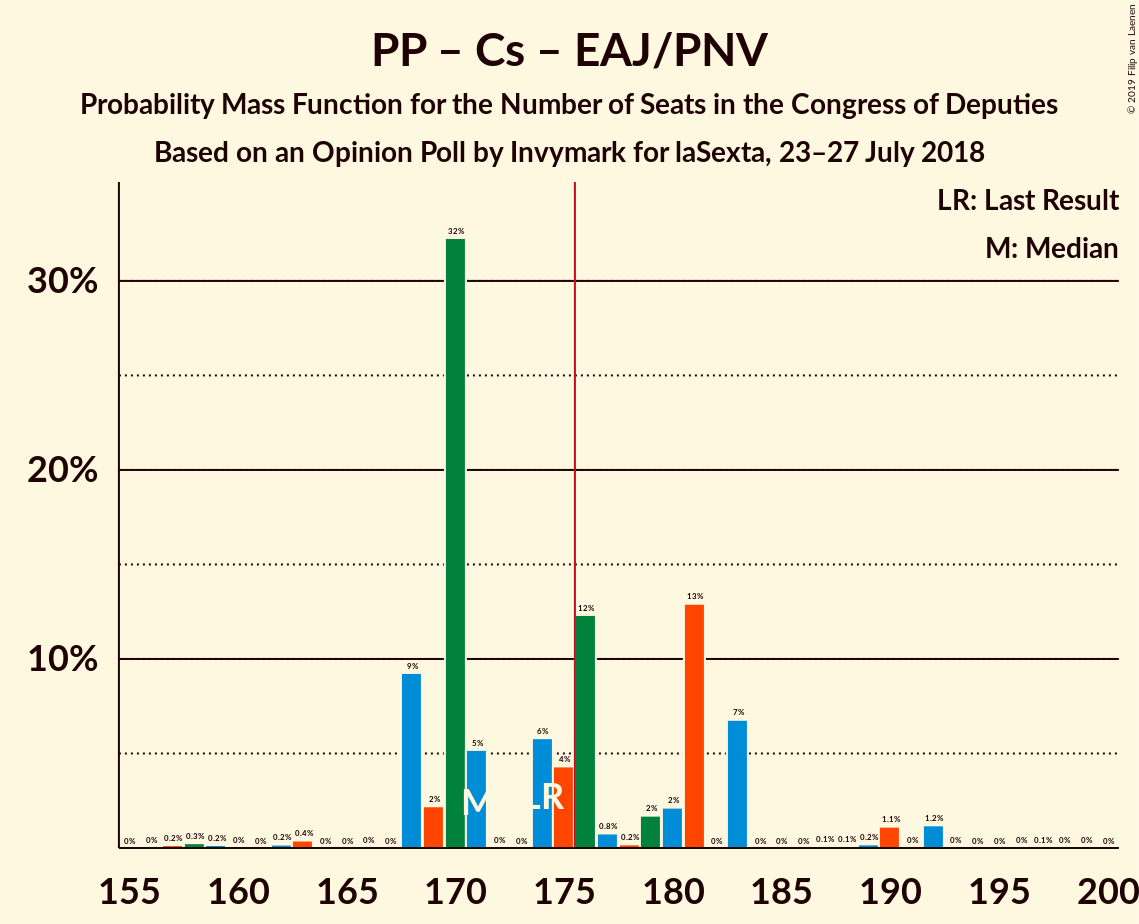 © 2019 Filip van Laenen
PP – Cs – EAJ/PNV
Probability Mass Function for the Number of Seats in the Congress of Deputies
Based on an Opinion Poll by Invymark for laSexta, 23–27 July 2018
LR: Last Result
M: Median
30%
20%
10%
0% 0% 0.2% 0.3% 0.2% 0% 0% 0.2% 0.4% 0% 0% 0% 0% 9% 2% 32% 5% 0% 0% 6% 4% 12% 0.8% 0.2% 2% 2% 13% 0% 7% 0% 0% 0% 0.1% 0.1% 0.2% 1.1% 0% 1.2% 0% 0% 0% 0% 0.1% 0% 0% 0%
M LR
155 160 165 170 175 180 185 190 195 200